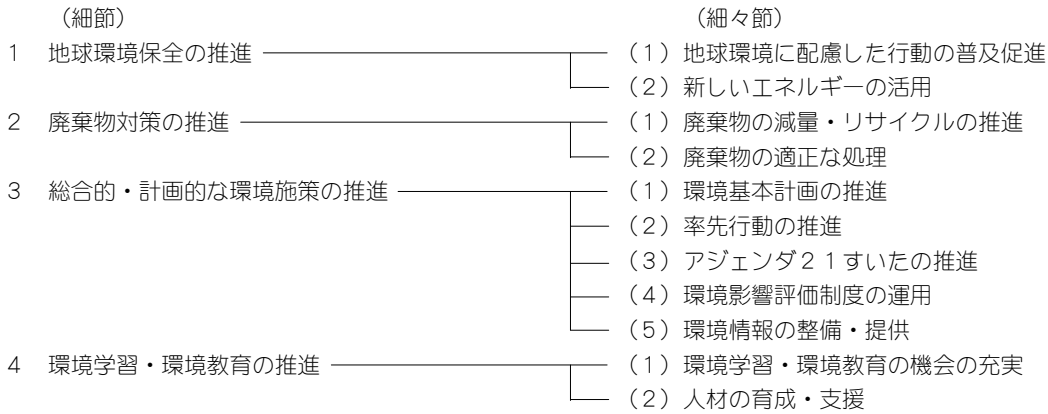 （細節）　（細々節）
１　地球環境保全の推進　（１）地球環境に配慮した行動の普及促進
（２）新しいエネルギーの活用
２　廃棄物対策の推進　（１）廃棄物の減量・リサイクルの推進
（２）廃棄物の適正な処理
３　総合的・計画的な環境施策の推進　（１）環境基本計画の推進
（２）率先行動の推進
（３）アジェンダ２１すいたの推進
（４）環境影響評価制度の運用
（５）環境情報の整備・提供
４　環境学習・環境教育の推進　（１）環境学習・環境教育の機会の充実
（２）人材の育成・支援